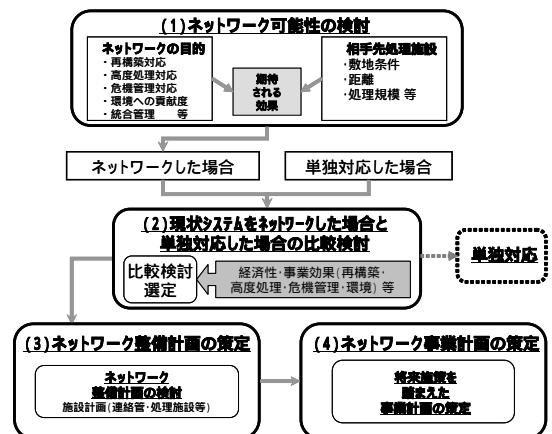 (1)ネットワーク可能性の検討
ネットワークの目的
・再構築対応
・高度処理対応
・危機管理対応
・環境への貢献度
・統合管理 等
期待
される
効果
相手先処理施設
・敷地条件
・距離
・処理規模 等
ネットワークした場合
単独対応した場合
(2)現状システムをネットワークした場合と
単独対応した場合の比較検討
比較検討
選定
経済性・事業効果(再構築・
高度処理・危機管理・環境) 等
単独対応
(3)ネットワーク整備計画の策定
ネットワーク
整備計画の検討
施設計画(連絡管・処理施設等)
(4)ネットワーク事業計画の策定
将来施策を
踏まえた
事業計画の策定